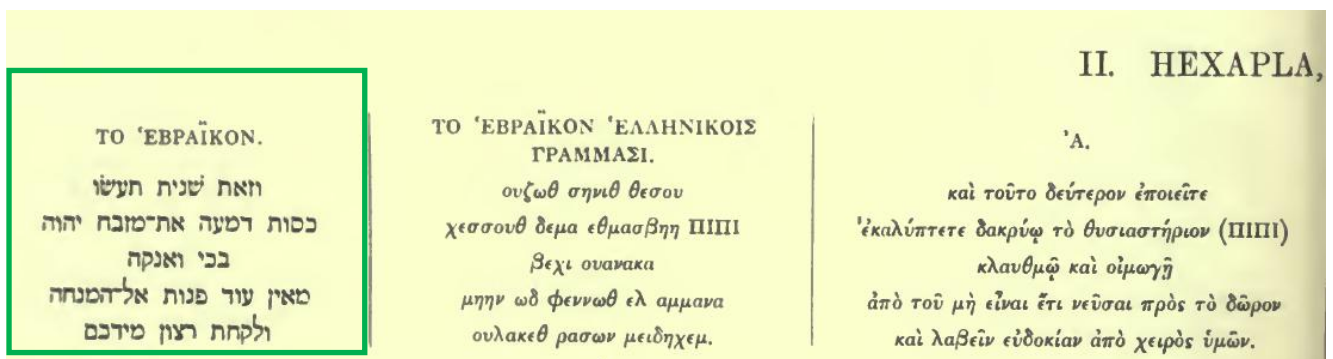 II. HEXAPLA,
ΤΟ ἙΒΡΑΪΚΟΝ.
וזאת שׁנית תעשׂו
כסות דמעה את־מזבח יהוה
בכי ואנקה
מאין עוד פנות אל־המנחה
ולקחת רצון מידכם
ΤΟ ἙΒΡΑΪΚΟΝ ἙΛΛΗΝΙΚΟΙΣ
ΓΡΑΜΜΑΣΙ.
ουζωθ σηνιθ θεσου
χεσσουθ δεμα εθμασβηη ΠΙΠΙ
βεχι ουανακα
μηην ωδ φεννωθ ελ αμμανα
ουλακεθ ρασων μειδηχεμ.
Ἀ.
καὶ τοῦτο δεύτερον ἐποιεῖτε
ἐκαλύπτετε δακρύῳ τὸ θυσιαστήριον (ΠΙΠΙ)
κλαυθμῷ καὶ οἰμωγῇ
ἀπὸ τοῦ μὴ εἶναι ἔτι νεῦσαι πρὸς τὸ δῶρον
καὶ λαβεῖν εὐδοκίαν ἀπὸ χειρὸς ὑμῶν.